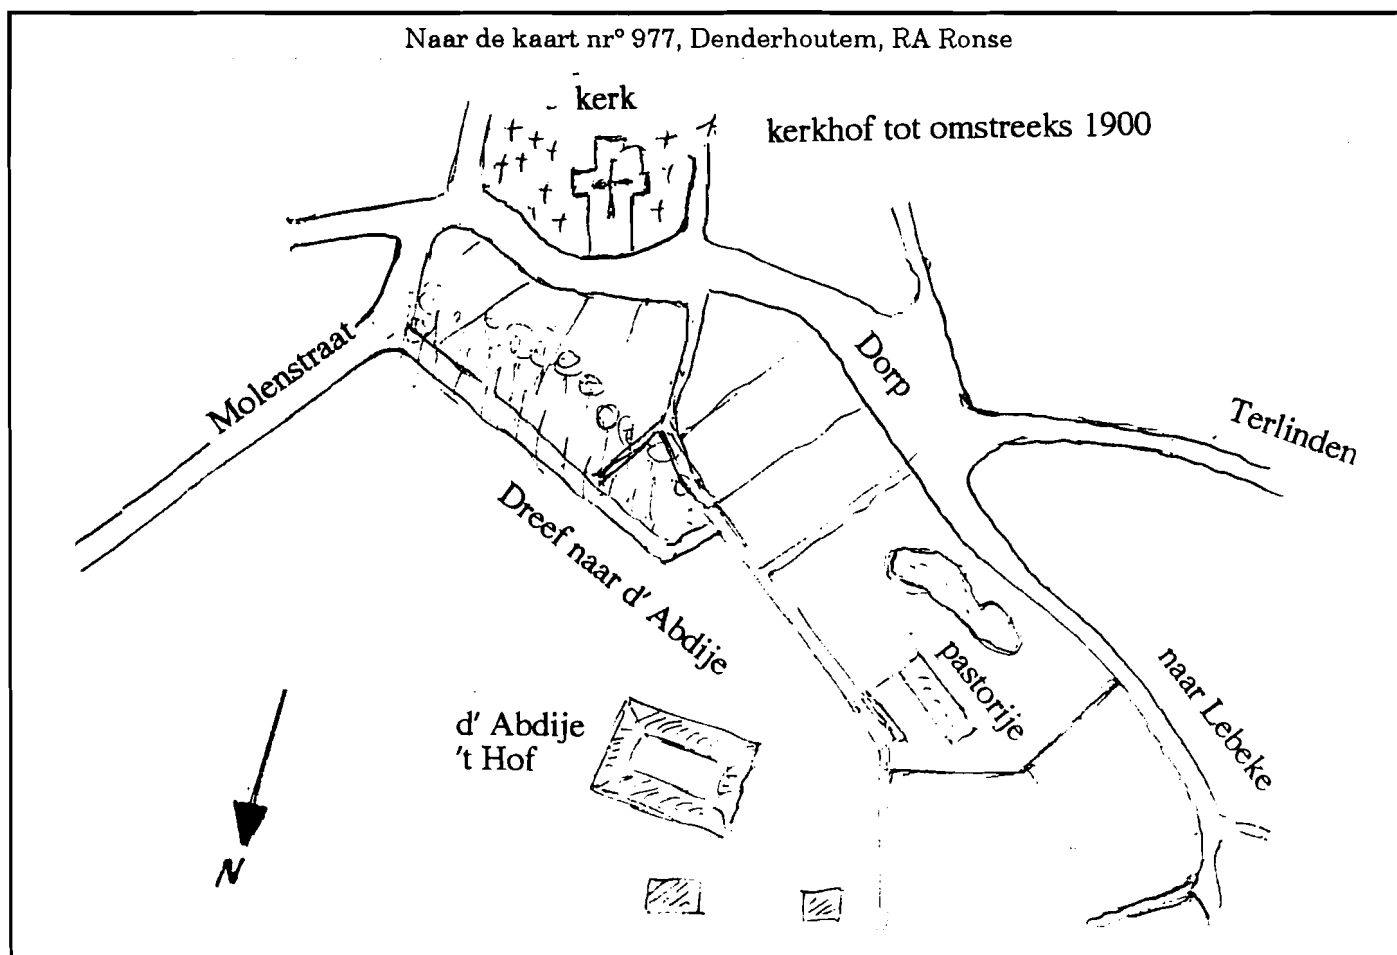 Naar de kaart nrº 977, Denderhoutem, RA Ronse
kerk
kerkhof tot omstreeks 1900
Molenstraat
Dorp
Terlinden
Dreef naar d' Abdije
pastorije
naar Lebeke
d' Abdije
't Hof
N